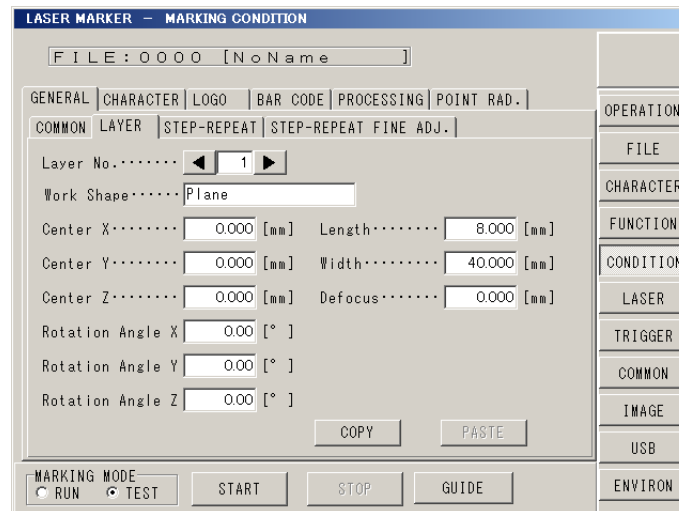 LASER MARKER — MARKING CONDITION
FILE:0000 [NoName ]
GENERAL CHARACTER LOGO BAR CODE PROCESSING POINT RAD.
COMMON LAYER STEP-REPEAT STEP-REPEAT FINE ADJ.
Layer No.······· ◀ 1 ▶
Work Shape······ Plane
Center X········ 0.000 [mm] Length········ 8.000 [mm]
Center Y········ 0.000 [mm] Width········· 40.000 [mm]
Center Z········ 0.000 [mm] Defocus······· 0.000 [mm]
Rotation Angle X 0.00 [° ]
Rotation Angle Y 0.00 [° ]
Rotation Angle Z 0.00 [° ]
COPY PASTE
MARKING MODE
RUN TEST START STOP GUIDE
OPERATION
FILE
CHARACTER
FUNCTION
CONDITION
LASER
TRIGGER
COMMON
IMAGE
USB
ENVIRON